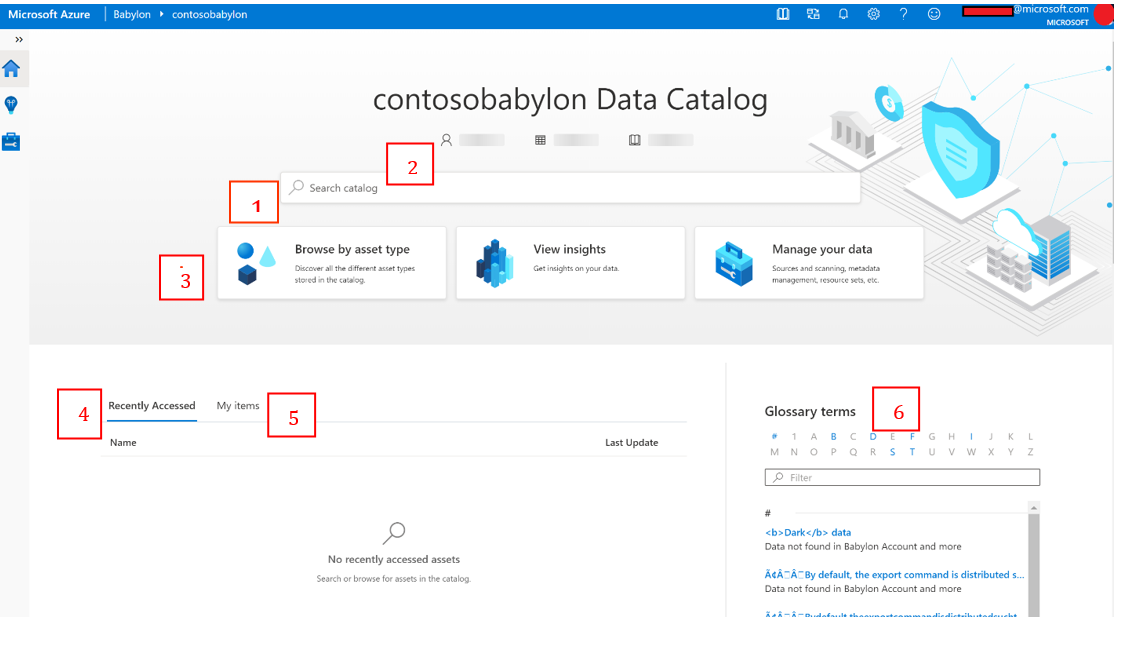 Microsoft Azure Babylon contosobabylon
@microsoft.com
MICROSOFT
contosobabylon Data Catalog
2
Search catalog
1
3
Browse by asset type
Discover all the different asset types
stored in the catalog.
View insights
Get insights on your data.
Manage your data
Sources and scanning, metadata
management, resource sets, etc.
4
Recently Accessed My items
5
Name Last Update
No recently accessed assets
Search or browse for assets in the catalog.
Glossary terms
6
# 1 A B C D E F G H I J K L
M N O P Q R S T U V W X Y Z
Filter
#
<b>Dark</b> data
Data not found in Babylon Account and more
By default, the export command is distributed s...
Data not found in Babylon Account and more